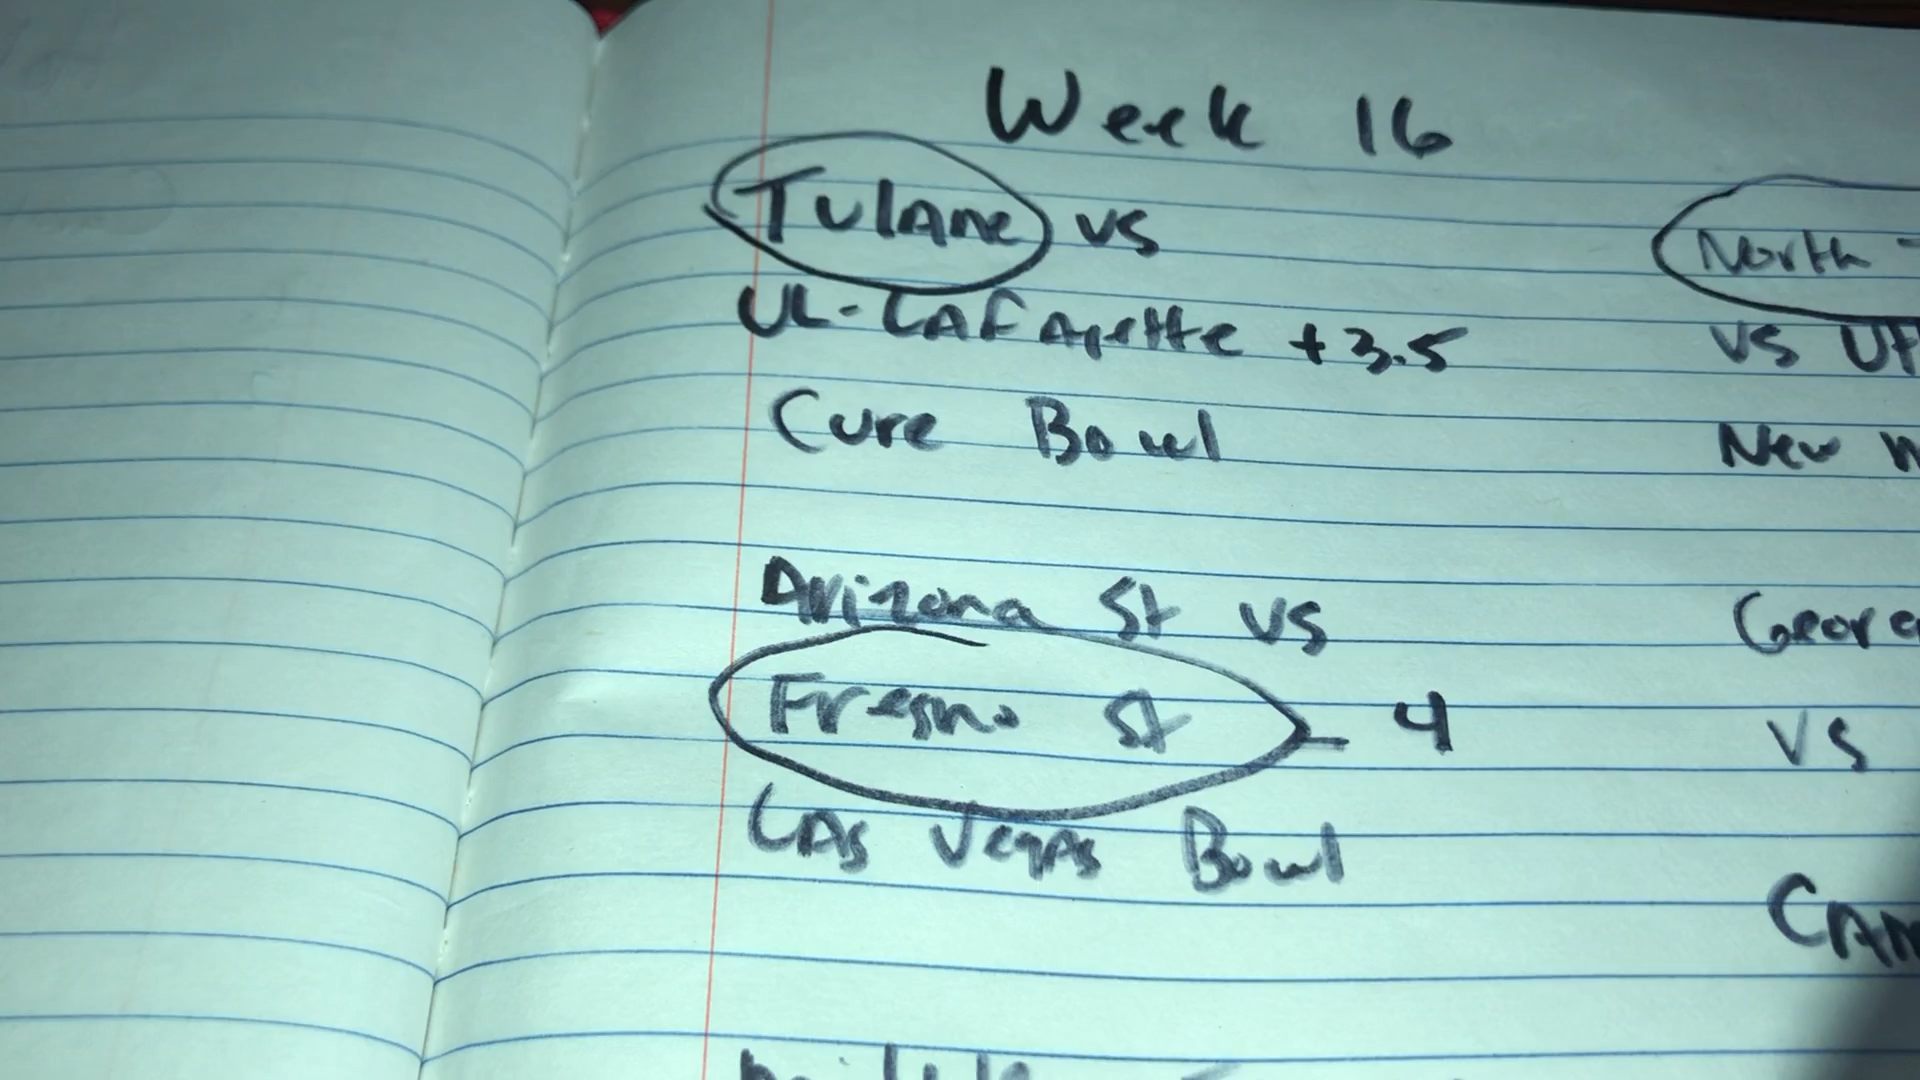 Week 16
Tulane vs
UL-Lafayette +3.5
Cure Bowl
Arizona St vs
Fresno St - 4
Las Vegas Bowl
North
vs
New
vs